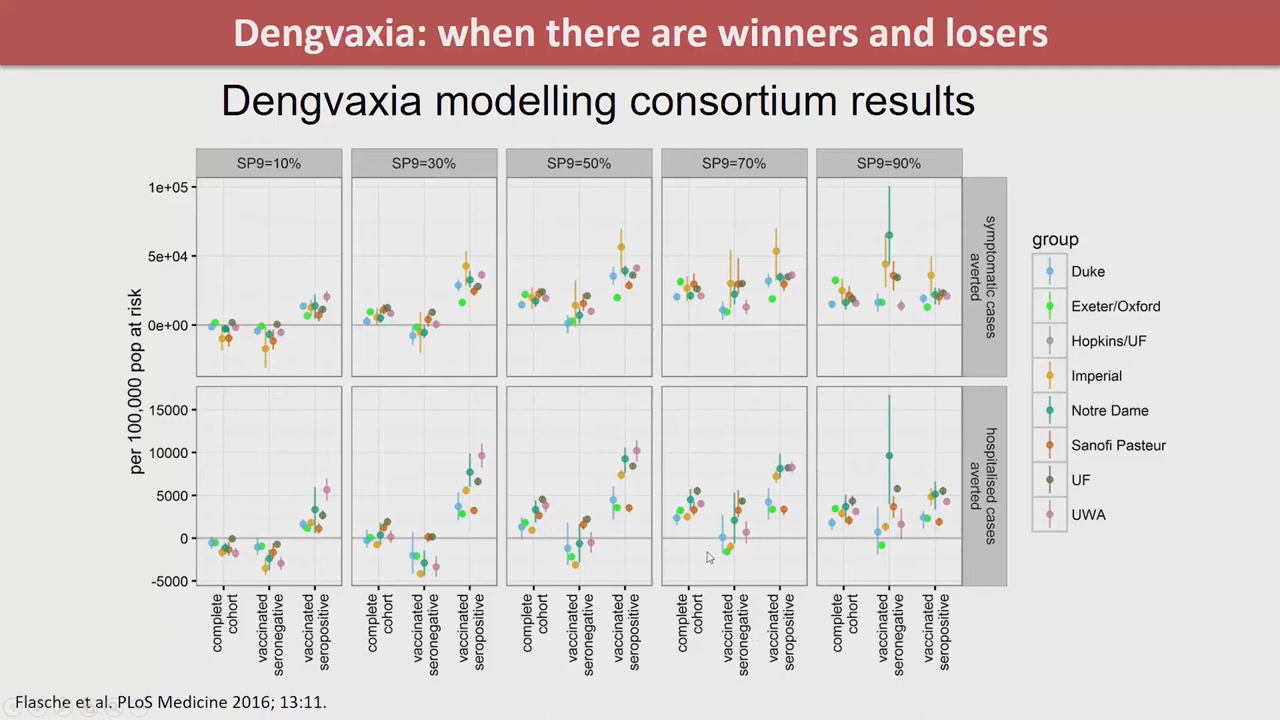 Dengvaxia: when there are winners and losers
Dengvaxia modelling consortium results
SP9=10%
SP9=30%
SP9=50%
SP9=70%
SP9=90%
1e+05
5e+04
0e+00
symptomatic cases
averted
per 100,000 pop at risk
15000
10000
5000
0
-5000
hospitalised cases
averted
complete
cohort
vaccinated
seronegative
vaccinated
seropositive
complete
cohort
vaccinated
seronegative
vaccinated
seropositive
complete
cohort
vaccinated
seronegative
vaccinated
seropositive
complete
cohort
vaccinated
seronegative
vaccinated
seropositive
complete
cohort
vaccinated
seronegative
vaccinated
seropositive
group
Duke
Exeter/Oxford
Hopkins/UF
Imperial
Notre Dame
Sanofi Pasteur
UF
UWA
Flasche et al. PLoS Medicine 2016; 13:11.